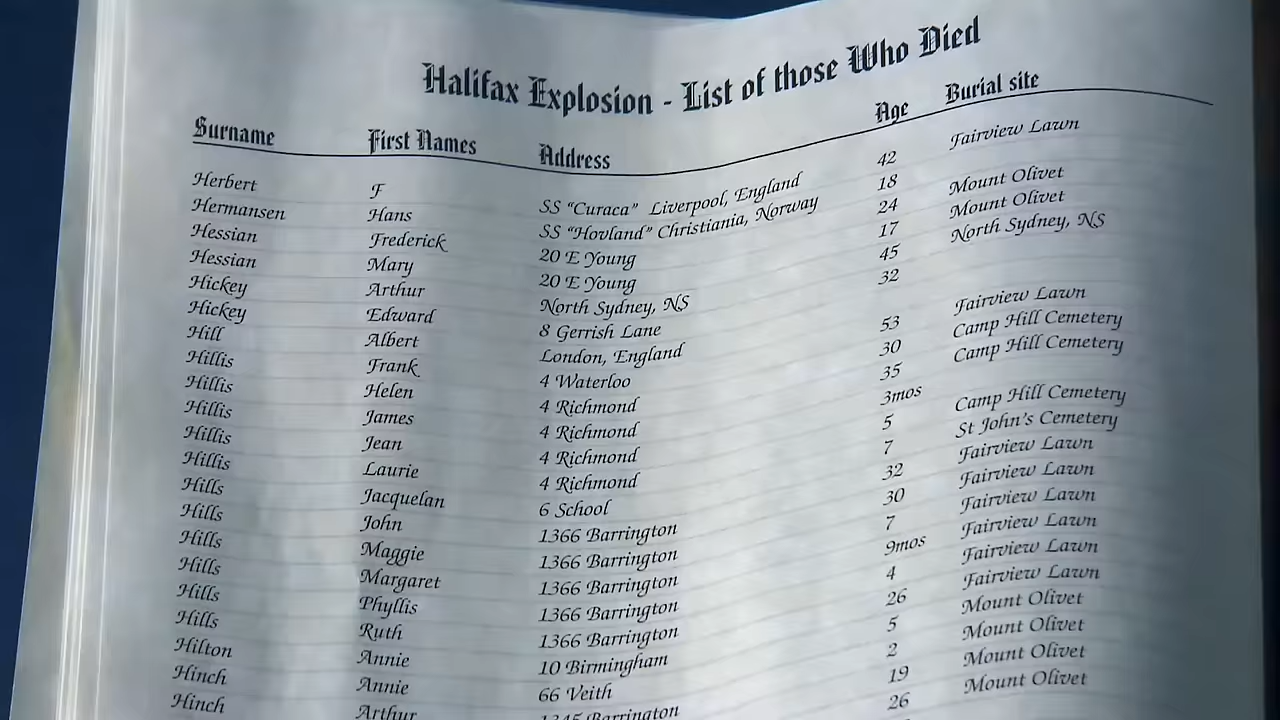 Halifax Explosion - List of those Who Died
Surname First Names Address Age Burial site
Herbert F SS "Curaca" Liverpool, England 42 Fairview Lawn
Hermansen Hans SS "Hovland" Christiania, Norway 18
Hessian Frederick 20 E Young 24 Mount Olivet
Hessian Mary 20 E Young 17 Mount Olivet
Hickey Arthur North Sydney, NS 45 North Sydney, NS
Hickey Edward 8 Gerrish Lane 32
Hill Albert London, England
Hillis Frank 4 Waterloo 53 Fairview Lawn
Hillis Helen 4 Richmond 30 Camp Hill Cemetery
Hillis James 4 Richmond 35 Camp Hill Cemetery
Hillis Jean 4 Richmond 3mos
Hillis Laurie 4 Richmond 5 Camp Hill Cemetery
Hills Jacquelan 6 School 7 St John's Cemetery
Hills John 1366 Barrington 32 Fairview Lawn
Hills Maggie 1366 Barrington 30 Fairview Lawn
Hills Margaret 1366 Barrington 7 Fairview Lawn
Hills Phyllis 1366 Barrington 9mos Fairview Lawn
Hills Ruth 1366 Barrington 4 Fairview Lawn
Hilton Annie 10 Birmingham 26 Fairview Lawn
Hinch Annie 66 Veith 5 Mount Olivet
Hinch Arthur 1345 Barrington 2 Mount Olivet
19 Mount Olivet
26 Mount Olivet